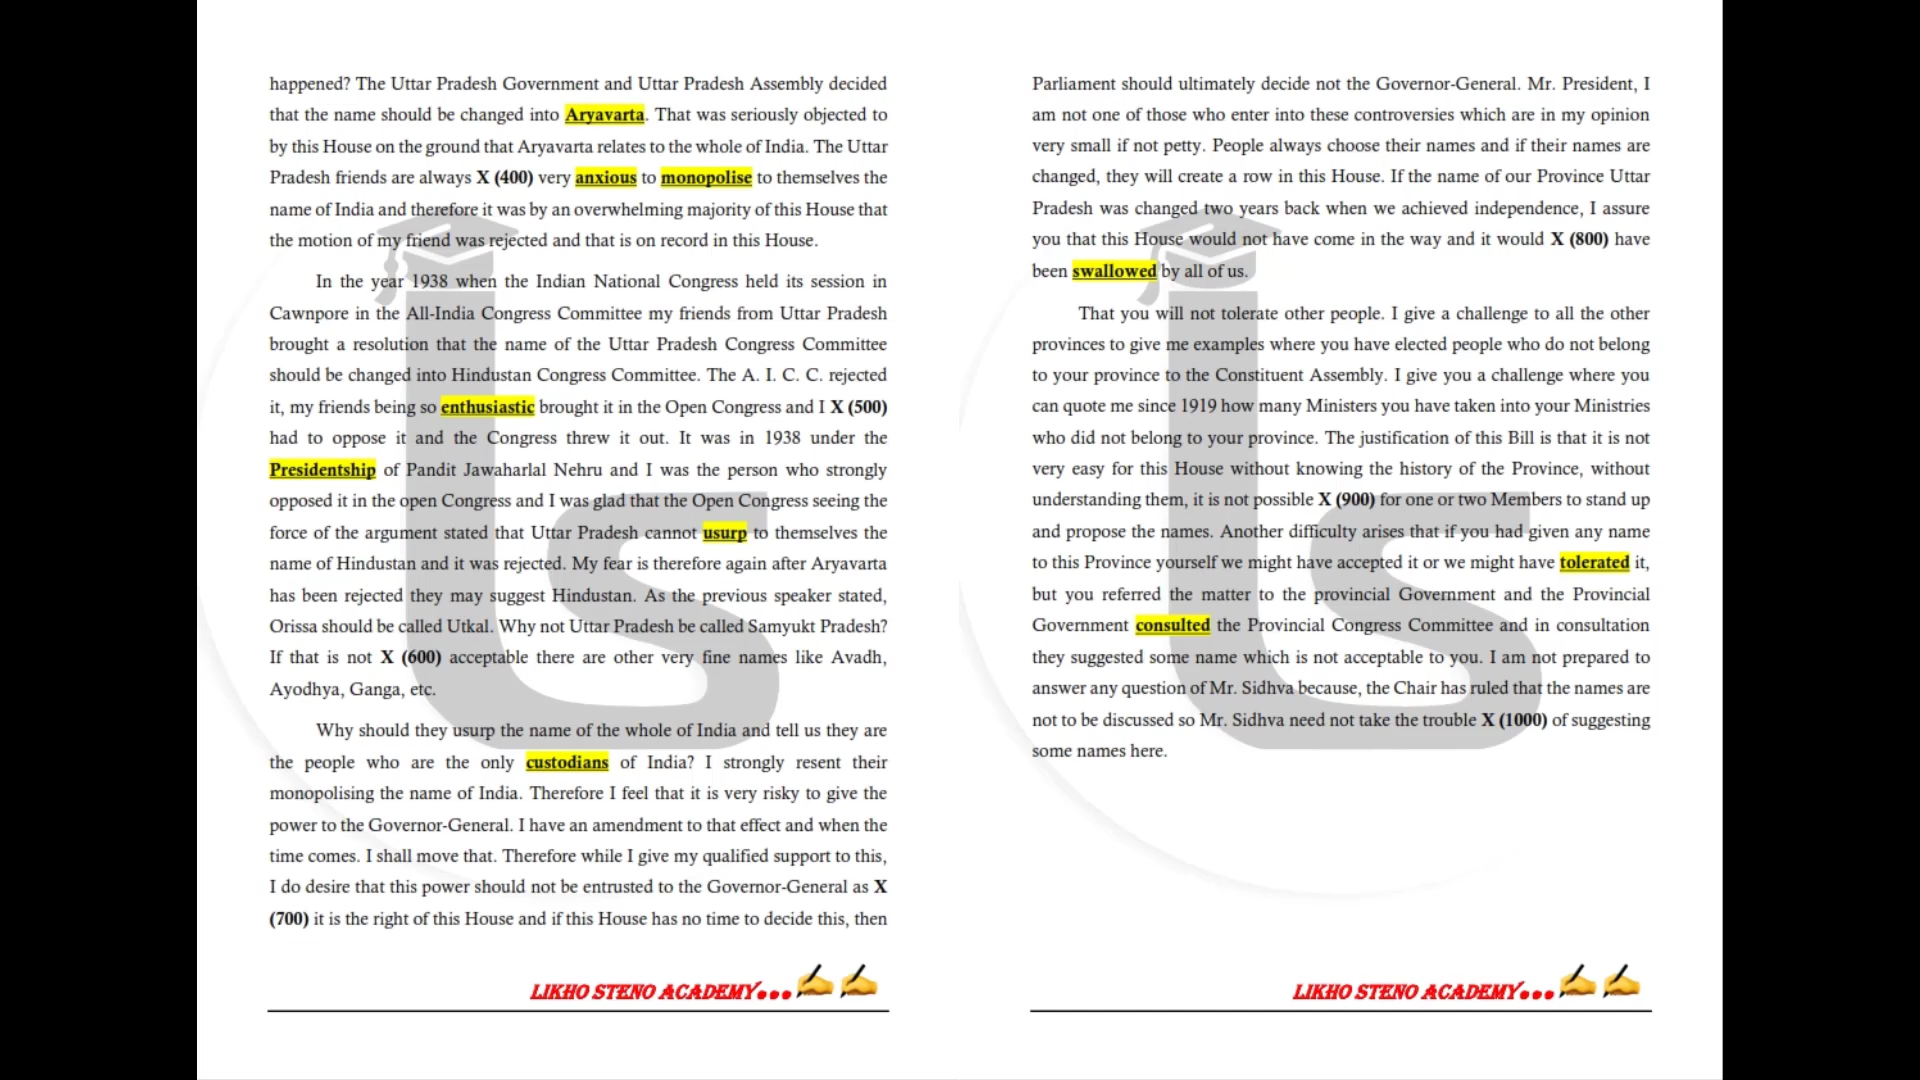 happened? The Uttar Pradesh Government and Uttar Pradesh Assembly decided
that the name should be changed into Aryavarta. That was seriously objected to
by this House on the ground that Aryavarta relates to the whole of India. The Uttar
Pradesh friends are always X (400) very anxious to monopolise to themselves the
name of India and therefore it was by an overwhelming majority of this House that
the motion of my friend was rejected and that is on record in this House.
In the year 1938 when the Indian National Congress held its session in
Cawnpore in the All-India Congress Committee my friends from Uttar Pradesh
brought a resolution that the name of the Uttar Pradesh Congress Committee
should be changed into Hindustan Congress Committee. The A. I. C. C. rejected
it, my friends being so enthusiastic brought it in the Open Congress and I X (500)
had to oppose it and the Congress threw it out. It was in 1938 under the
Presidentship of Pandit Jawaharlal Nehru and I was the person who strongly
opposed it in the open Congress and I was glad that the Open Congress seeing the
force of the argument stated that Uttar Pradesh cannot usurp to themselves the
name of Hindustan and it was rejected. My fear is therefore again after Aryavarta
has been rejected they may suggest Hindustan. As the previous speaker stated,
Orissa should be called Utkal. Why not Uttar Pradesh be called Samyukt Pradesh?
If that is not X (600) acceptable there are other very fine names like Avadh,
Ayodhya, Ganga, etc.
Why should they usurp the name of the whole of India and tell us they are
the people who are the only custodians of India? I strongly resent their
monopolising the name of India. Therefore I feel that it is very risky to give the
power to the Governor-General. I have an amendment to that effect and when the
time comes. I shall move that. Therefore while I give my qualified support to this,
I do desire that this power should not be entrusted to the Governor-General as X
(700) it is the right of this House and if this House has no time to decide this, then
LIKHO STENO ACADEMY...✍✍
Parliament should ultimately decide not the Governor-General. Mr. President, I
am not one of those who enter into these controversies which are in my opinion
very small if not petty. People always choose their names and if their names are
changed, they will create a row in this House. If the name of our Province Uttar
Pradesh was changed two years back when we achieved independence, I assure
you that this House would not have come in the way and it would X (800) have
been swallowed by all of us.
That you will not tolerate other people. I give a challenge to all the other
provinces to give me examples where you have elected people who do not belong
to your province to the Constituent Assembly. I give you a challenge where you
can quote me since 1919 how many Ministers you have taken into your Ministries
who did not belong to your province. The justification of this Bill is that it is not
very easy for this House without knowing the history of the Province, without
understanding them, it is not possible X (900) for one or two Members to stand up
and propose the names. Another difficulty arises that if you had given any name
to this Province yourself we might have accepted it or we might have tolerated it,
but you referred the matter to the provincial Government and the Provincial
Government consulted the Provincial Congress Committee and in consultation
they suggested some name which is not acceptable to you. I am not prepared to
answer any question of Mr. Sidhva because, the Chair has ruled that the names are
not to be discussed so Mr. Sidhva need not take the trouble X (1000) of suggesting
some names here.
LIKHO STENO ACADEMY...✍✍